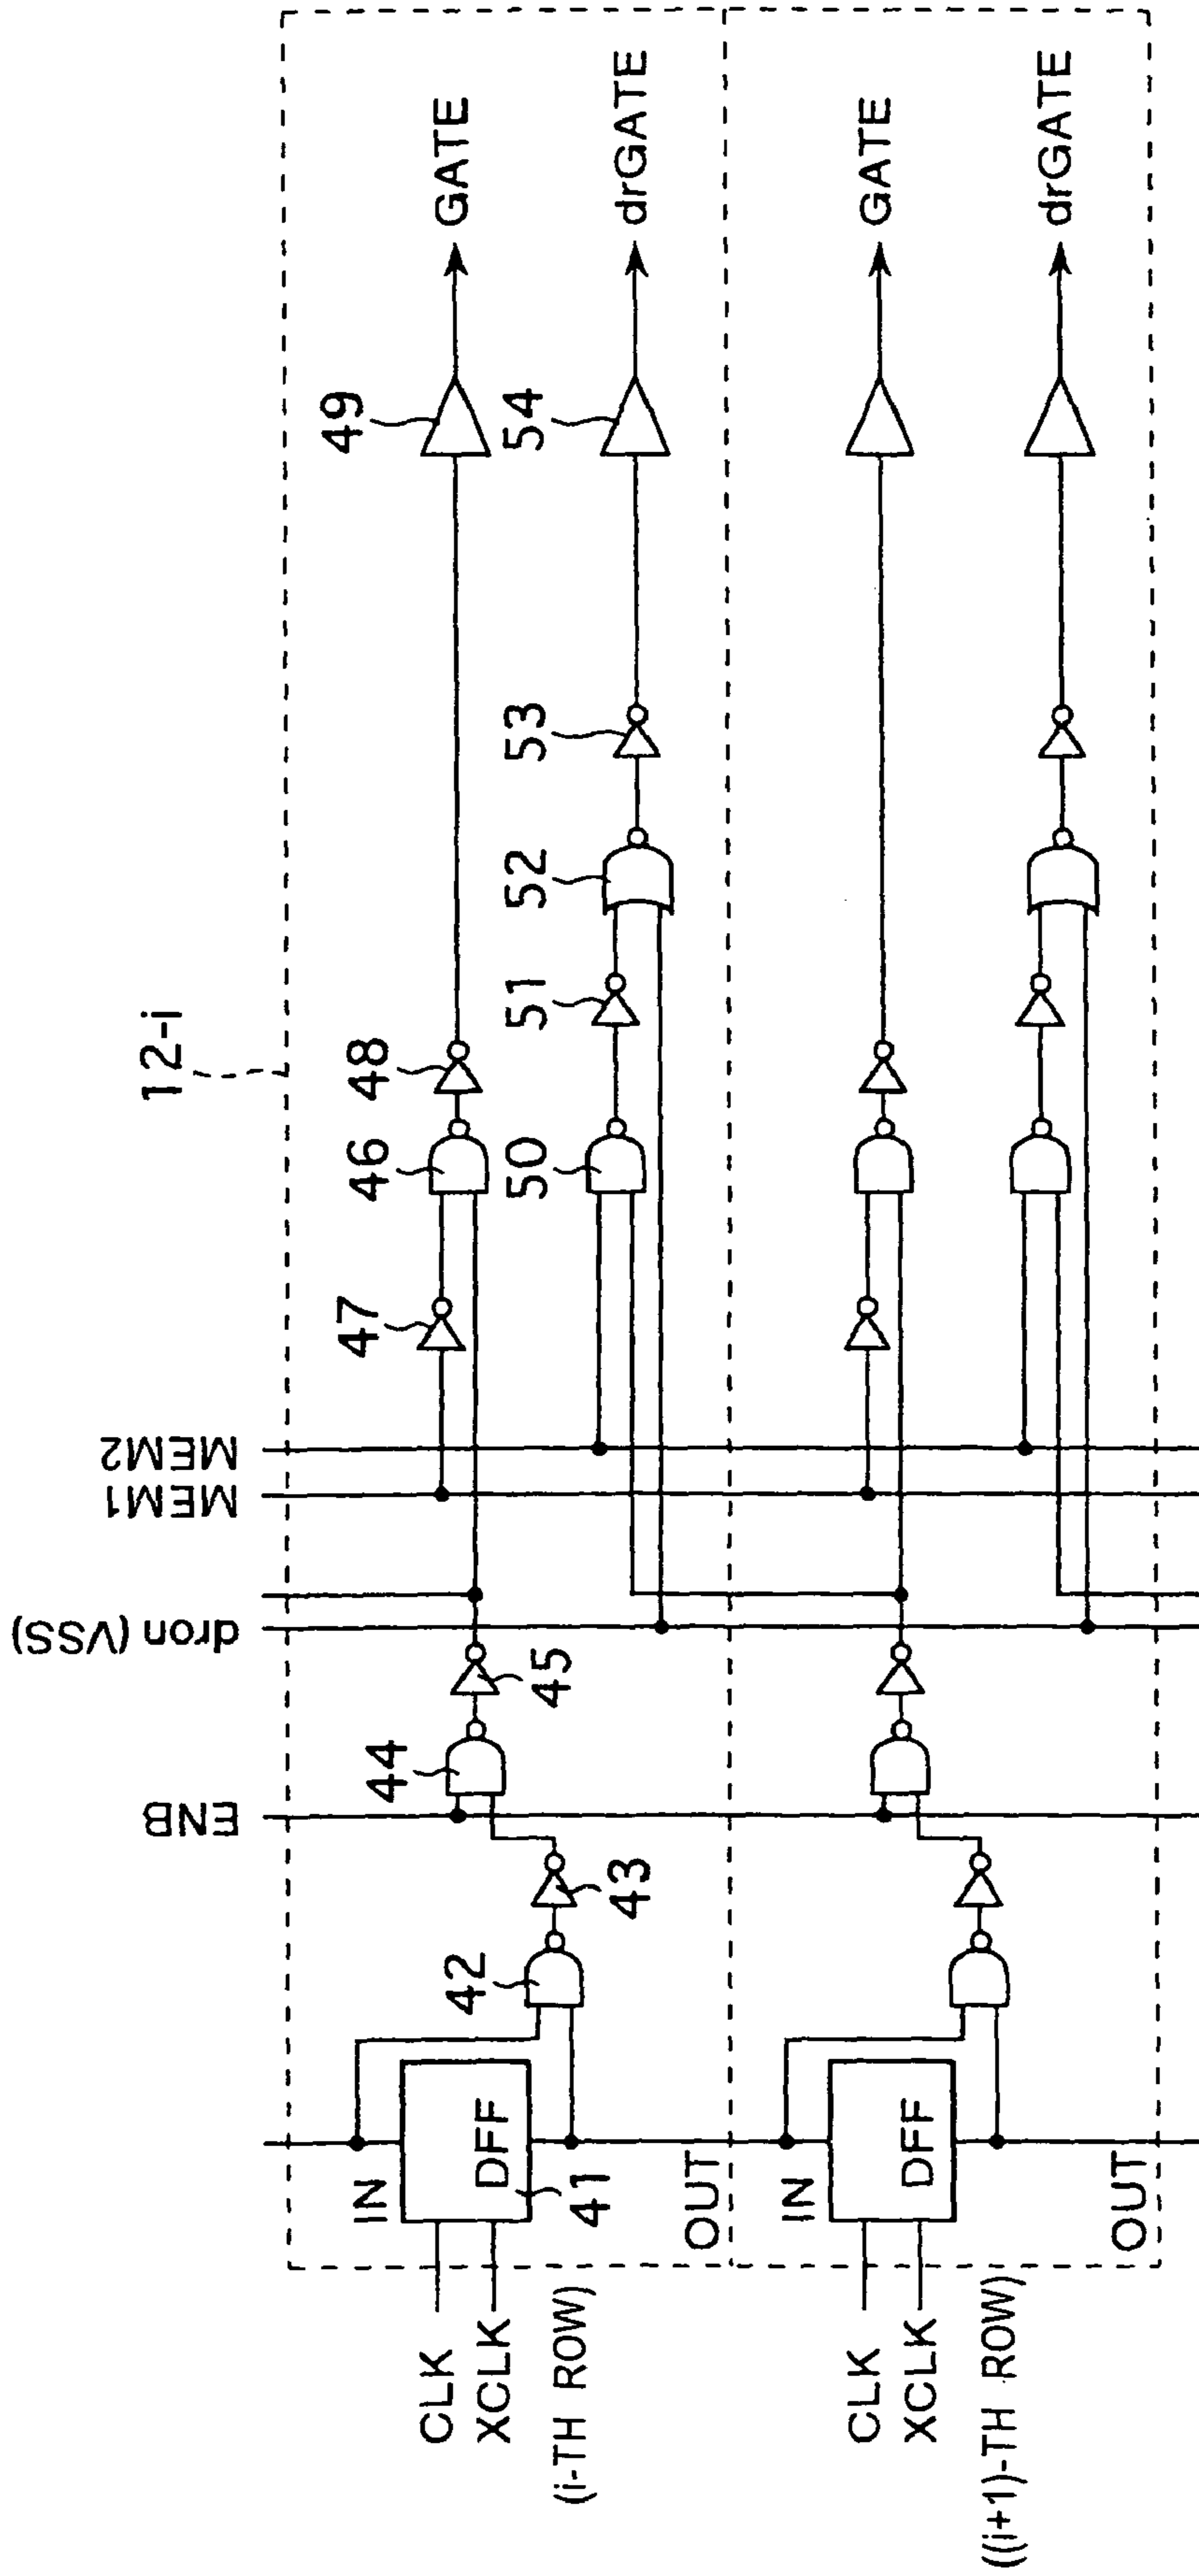 12-i
ENB
dron (VSS)
MEM1
MEM2
CLK
XCLK
(i-TH ROW)
IN
DFF
41
OUT
42
43
44
45
47
46
48
49
GATE
50
51
52
53
54
drGATE
CLK
XCLK
((i+1)-TH ROW)
IN
DFF
OUT
GATE
drGATE